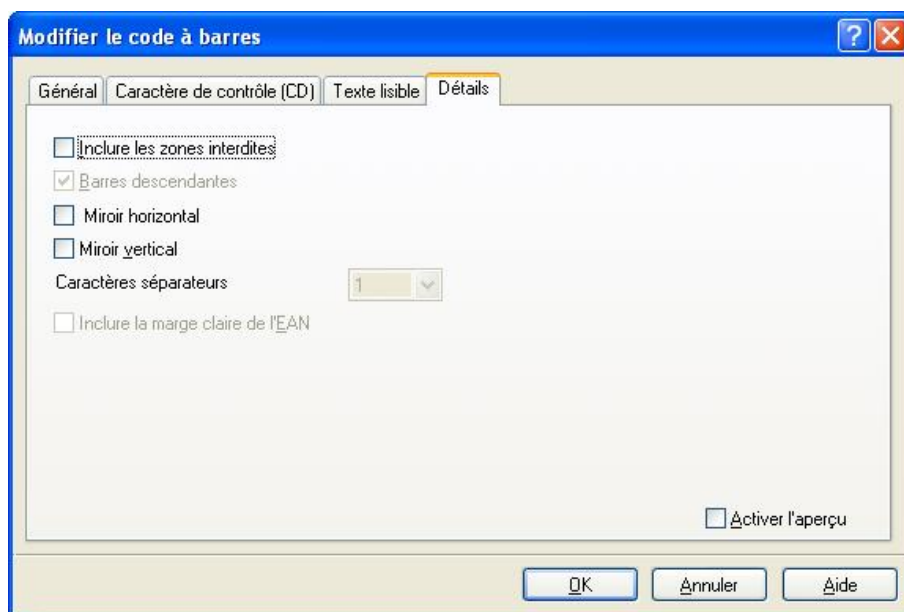 Modifier le code à barres
Général Caractère de contrôle (CD) Texte lisible Détails
Inclure les zones interdites
Barres descendantes
Miroir horizontal
Miroir vertical
Caractères séparateurs 1
Inclure la marge claire de l'EAN
Activer l'aperçu
OK Annuler Aide